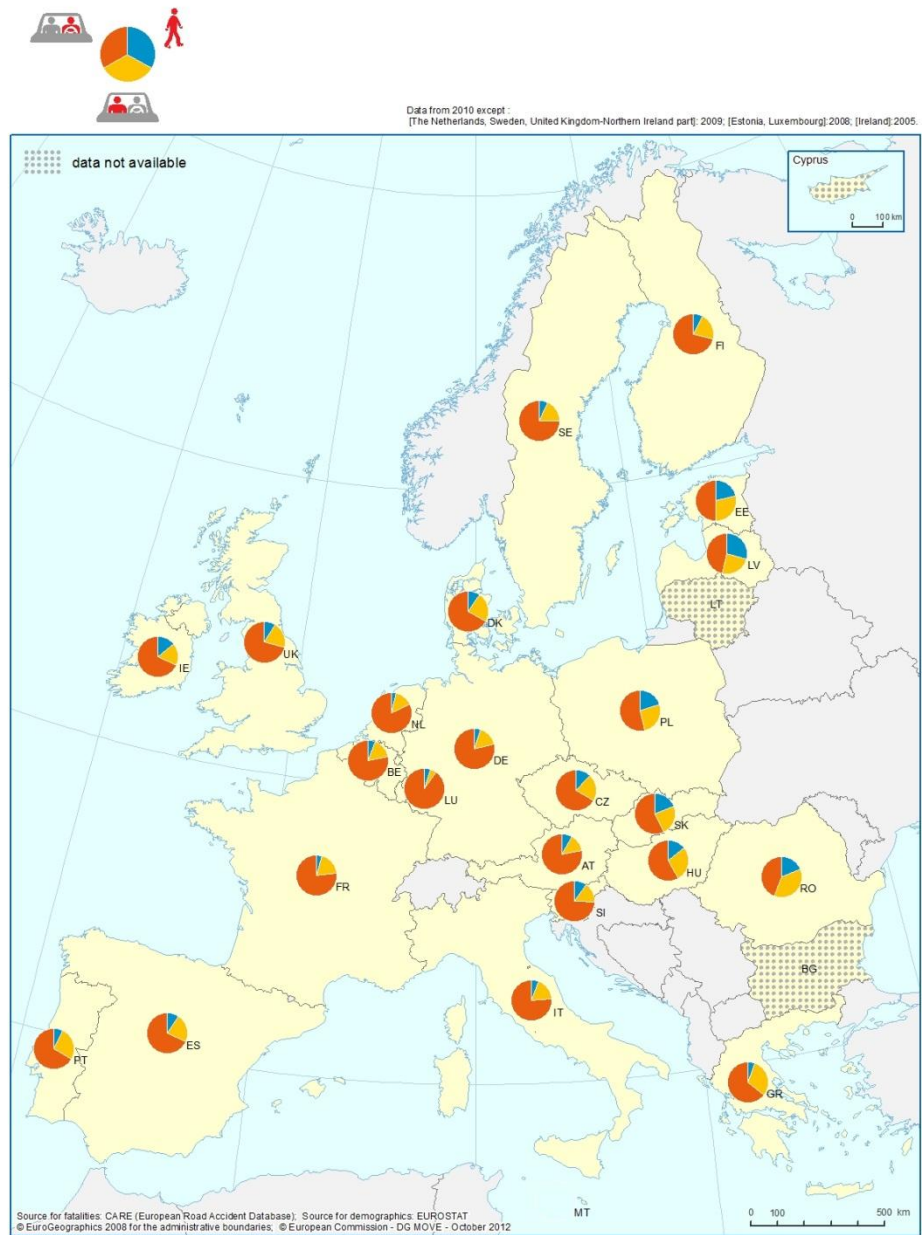 Data from 2010 except :
[The Netherlands, Sweden, United Kingdom-Northern Ireland part]: 2009; [Estonia, Luxembourg]:2008; [Ireland]:2005.
data not available
Cyprus
0 100 km
FI
SE
EE
LV
LT
DK
IE
UK
NL
PL
DE
BE
LU
CZ
SK
AT
HU
FR
RO
SI
BG
IT
ES
PT
GR
MT
Source for fatalities: CARE (European Road Accident Database); Source for demographics: EUROSTAT
© EuroGeographics 2008 for the administrative boundaries; © European Commission - DG MOVE - October 2012
0 100 500 km